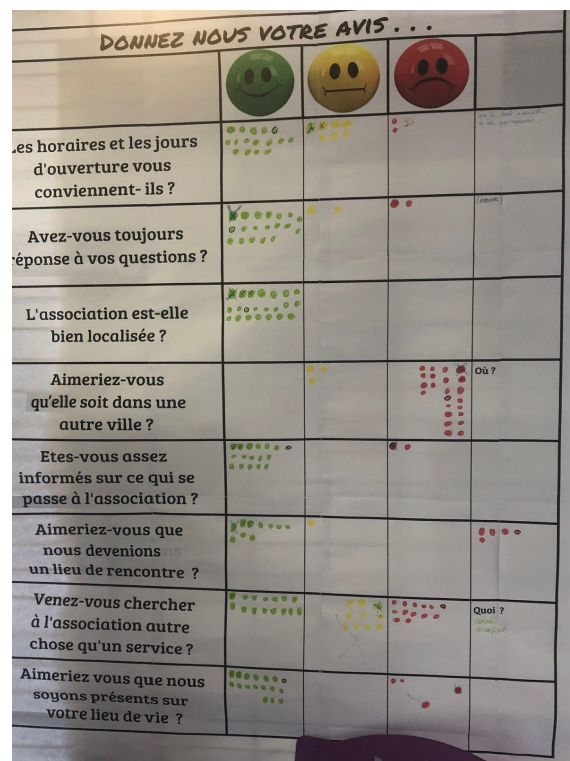 DONNEZ NOUS VOTRE AVIS . . .
Les horaires et les jours
d'ouverture vous
conviennent- ils ?
Avez-vous toujours
réponse à vos questions ?
L'association est-elle
bien localisée ?
Aimeriez-vous
qu'elle soit dans une
autre ville ?
Où ?
Etes-vous assez
informés sur ce qui se
passe à l'association ?
Aimeriez-vous que
nous devenions
un lieu de rencontre ?
Venez-vous chercher
à l'association autre
chose qu'un service ?
Quoi ?
Aimeriez vous que nous
soyons présents sur
votre lieu de vie ?